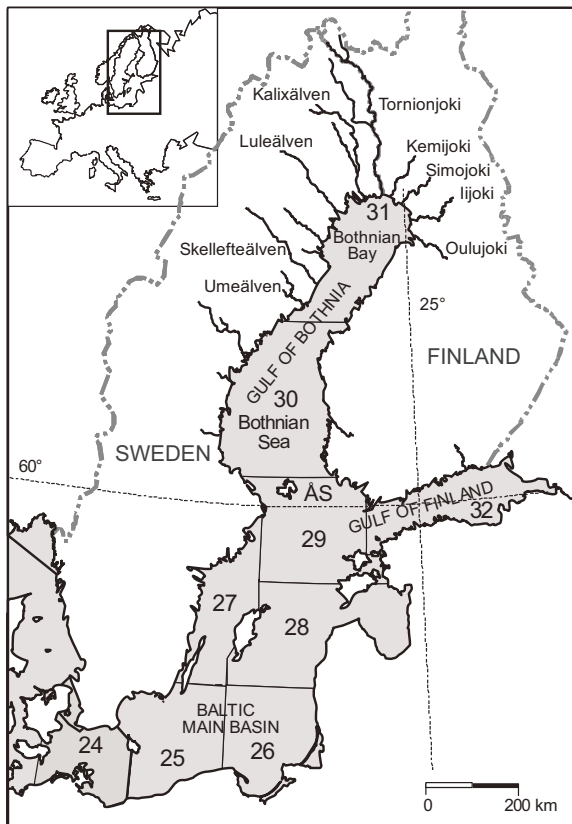 Kalixälven
Tornionjoki
Luleälven
Kemijoki
Simojoki
Iijoki
31
Bothnian
Bay
Skellefteälven
Oulujoki
Umeälven
25°
GULF OF BOTHNIA
FINLAND
30
Bothnian
Sea
SWEDEN
60°
ÅS
GULF OF FINLAND
32
29
27
28
BALTIC
MAIN BASIN
24
25
26
0 200 km